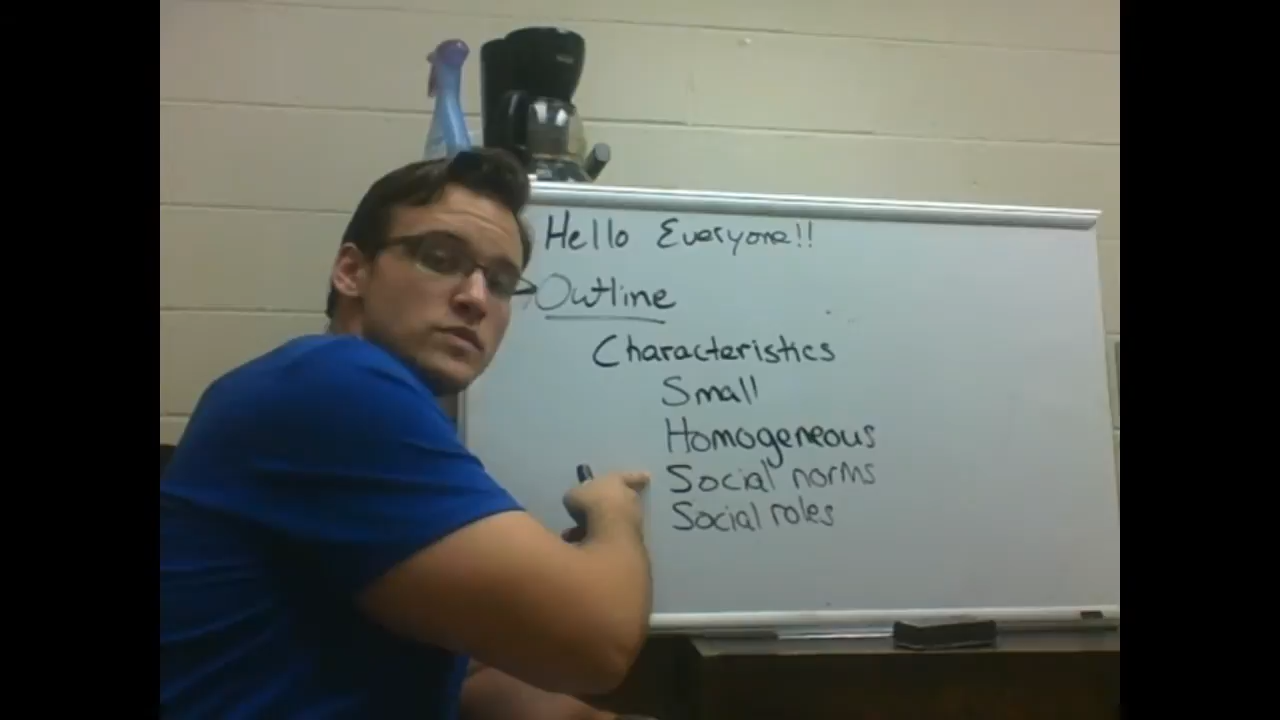 Hello Everyone!!
Outline
Characteristics
Small
Homogeneous
Social norms
Social roles